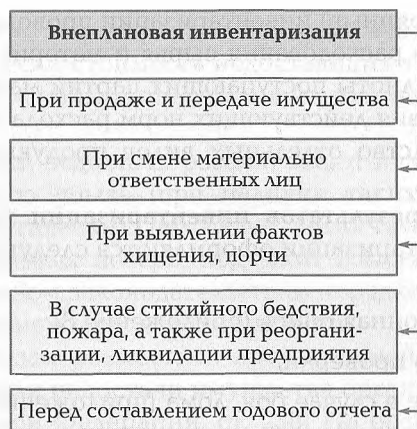 Внеплановая инвентаризация
При продаже и передаче имущества
При смене материально
ответственных лиц
При выявлении фактов
хищения, порчи
В случае стихийного бедствия,
пожара, а также при реоргани-
зации, ликвидации предприятия
Перед составлением годового отчета